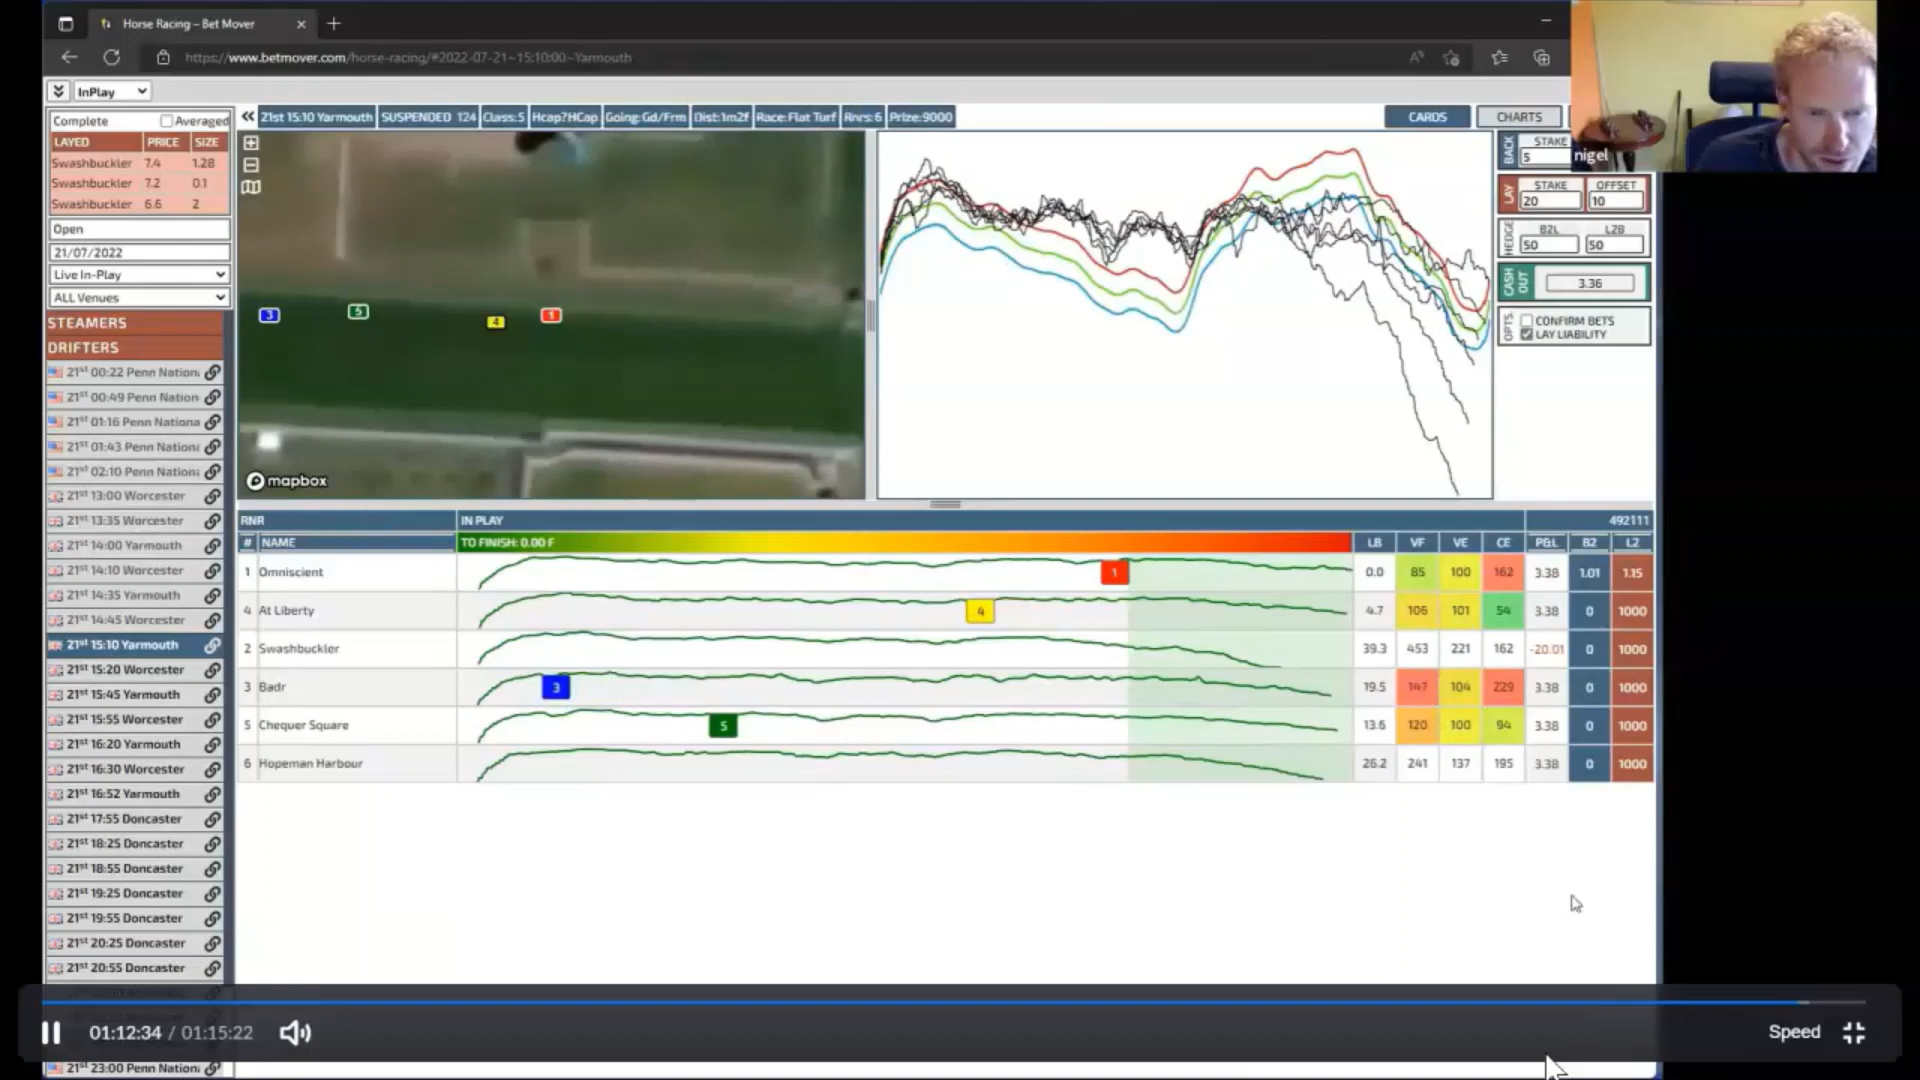 Horse Racing – Bet Mover
https://www.betmover.com/horse-racing/#2022-07-21~15:10:00~Yarmouth
InPlay
Complete Averaged
LAYED PRICE SIZE
Swashbuckler 7.4 1.28
Swashbuckler 7.2 0.1
Swashbuckler 6.6 2
Open
21/07/2022
Live In-Play
ALL Venues
STEAMERS
DRIFTERS
21st 00:22 Penn Nation
21st 00:49 Penn Nation
21st 01:16 Penn Nationa
21st 01:43 Penn Nation
21st 02:10 Penn Nation
21st 13:00 Worcester
21st 13:35 Worcester
21st 14:00 Yarmouth
21st 14:10 Worcester
21st 14:35 Yarmouth
21st 14:45 Worcester
21st 15:10 Yarmouth
21st 15:20 Worcester
21st 15:45 Yarmouth
21st 15:55 Worcester
21st 16:20 Yarmouth
21st 16:30 Worcester
21st 16:52 Yarmouth
21st 17:55 Doncaster
21st 18:25 Doncaster
21st 18:55 Doncaster
21st 19:25 Doncaster
21st 19:55 Doncaster
21st 20:25 Doncaster
21st 20:55 Doncaster
21st 23:00 Penn Nation
21st 15:10 Yarmouth SUSPENDED 124 Class:5 Hcap?HCap Going:Gd/Frm Dist:1m2f Race:Flat Turf Rnrs:6 Prize:9000
CARDS CHARTS
3 5 4 1
mapbox
nigel
BACK STAKE
5
LAY STAKE OFFSET
20 10
HEDGE B2L L2B
50 50
CASH OUT 3.36
OPTS CONFIRM BETS
LAY LIABILITY
RNR IN PLAY 492111
# NAME TO FINISH: 0.00 F LB VF VE CE P&L B2 L2
1 Omniscient 1 0.0 85 100 162 3.38 1.01 1.15
4 At Liberty 4 4.7 106 101 54 3.38 0 1000
2 Swashbuckler 39.3 453 221 162 -20.01 0 1000
3 Badr 3 19.5 147 104 229 3.38 0 1000
5 Chequer Square 5 13.6 120 100 94 3.38 0 1000
6 Hopeman Harbour 26.2 241 137 195 3.38 0 1000
01:12:34 / 01:15:22
Speed